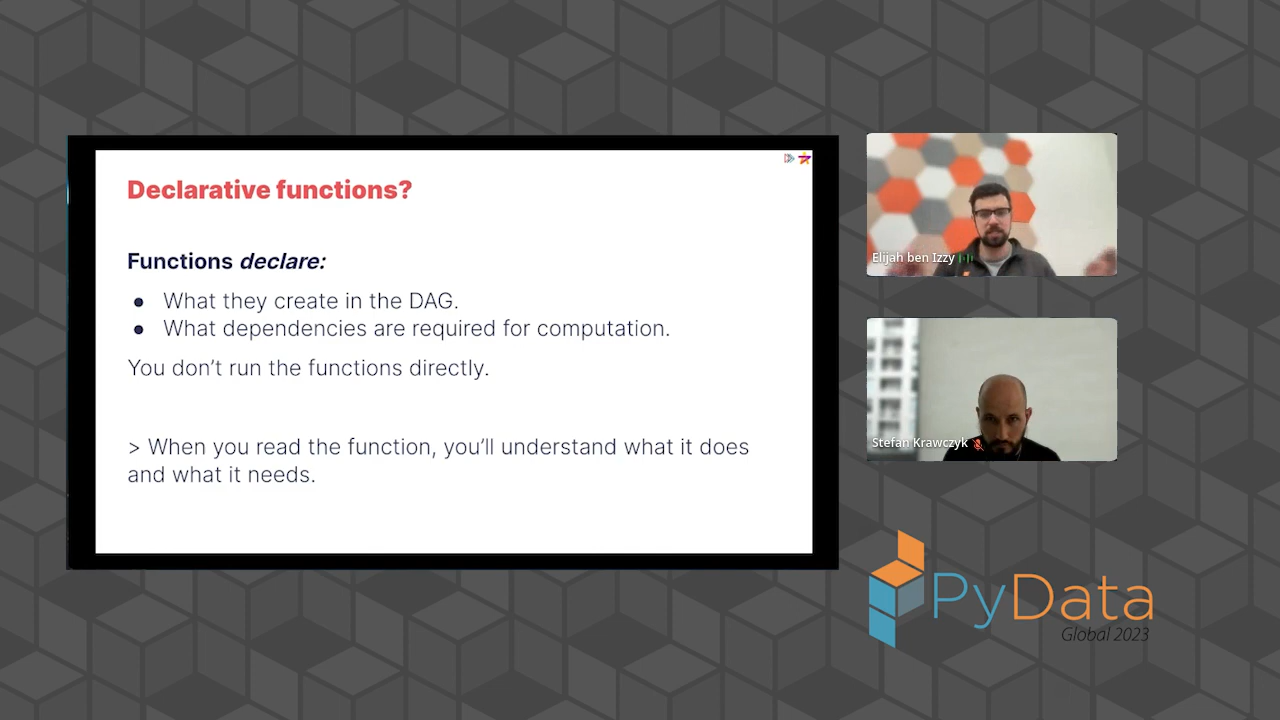 Declarative functions?
Functions declare:
● What they create in the DAG.
● What dependencies are required for computation.
You don’t run the functions directly.
> When you read the function, you’ll understand what it does
and what it needs.
Elijah ben Izzy
Stefan Krawczyk
PyData
Global 2023